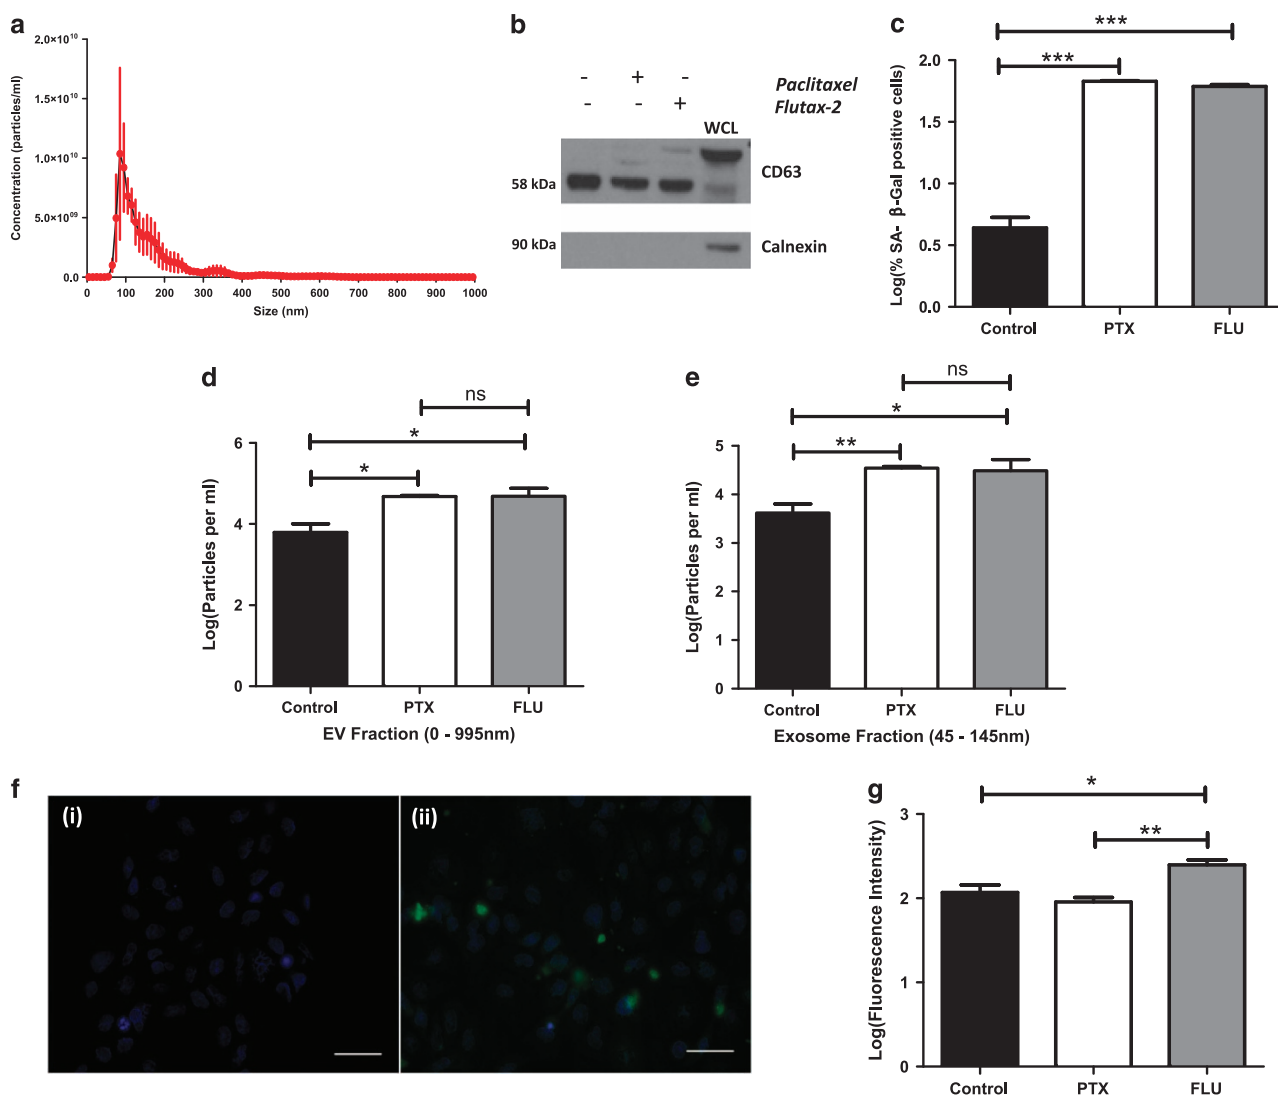 a
Concentration (particles/ml)
2.0×10¹⁰
1.5×10¹⁰
1.0×10¹⁰
5.0×10⁰⁹
0.0
0 100 200 300 400 500 600 700 800 900 1000
Size (nm)
b
- + - Paclitaxel
- - + Flutax-2
WCL
58 kDa
CD63
90 kDa
Calnexin
c
***
***
Log(% SA- β-Gal positive cells)
2.0
1.5
1.0
0.5
0.0
Control PTX FLU
d
ns
*
*
Log(Particles per ml)
6
4
2
0
Control PTX FLU
EV Fraction (0 - 995nm)
e
ns
*
**
Log(Particles per ml)
5
4
3
2
1
0
Control PTX FLU
Exosome Fraction (45 - 145nm)
f
(i)
(ii)
g
*
**
Log(Fluorescence Intensity)
3
2
1
0
Control PTX FLU